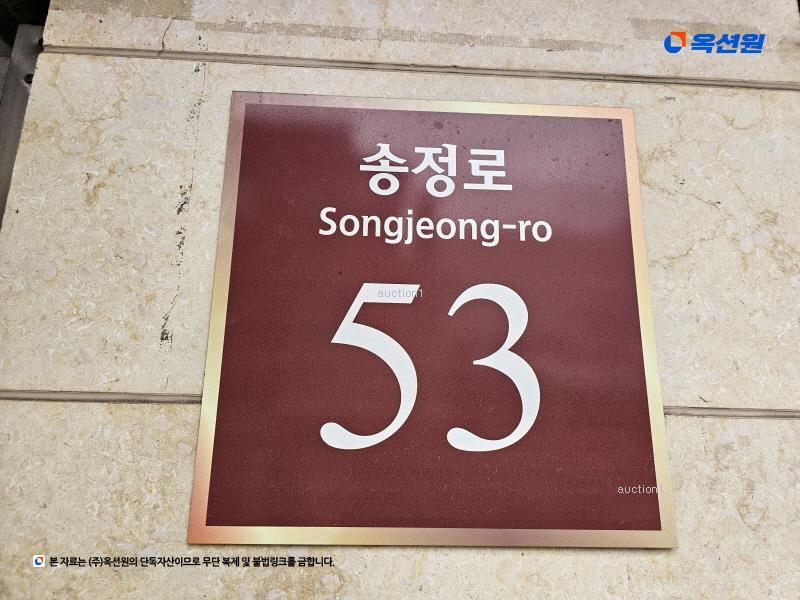 옥션원
송정로
Songjeong-ro
53
auction1
auction1
본 자료는 (주)옥션원의 단독자산이므로 무단 복제 및 불법링크를 금합니다.